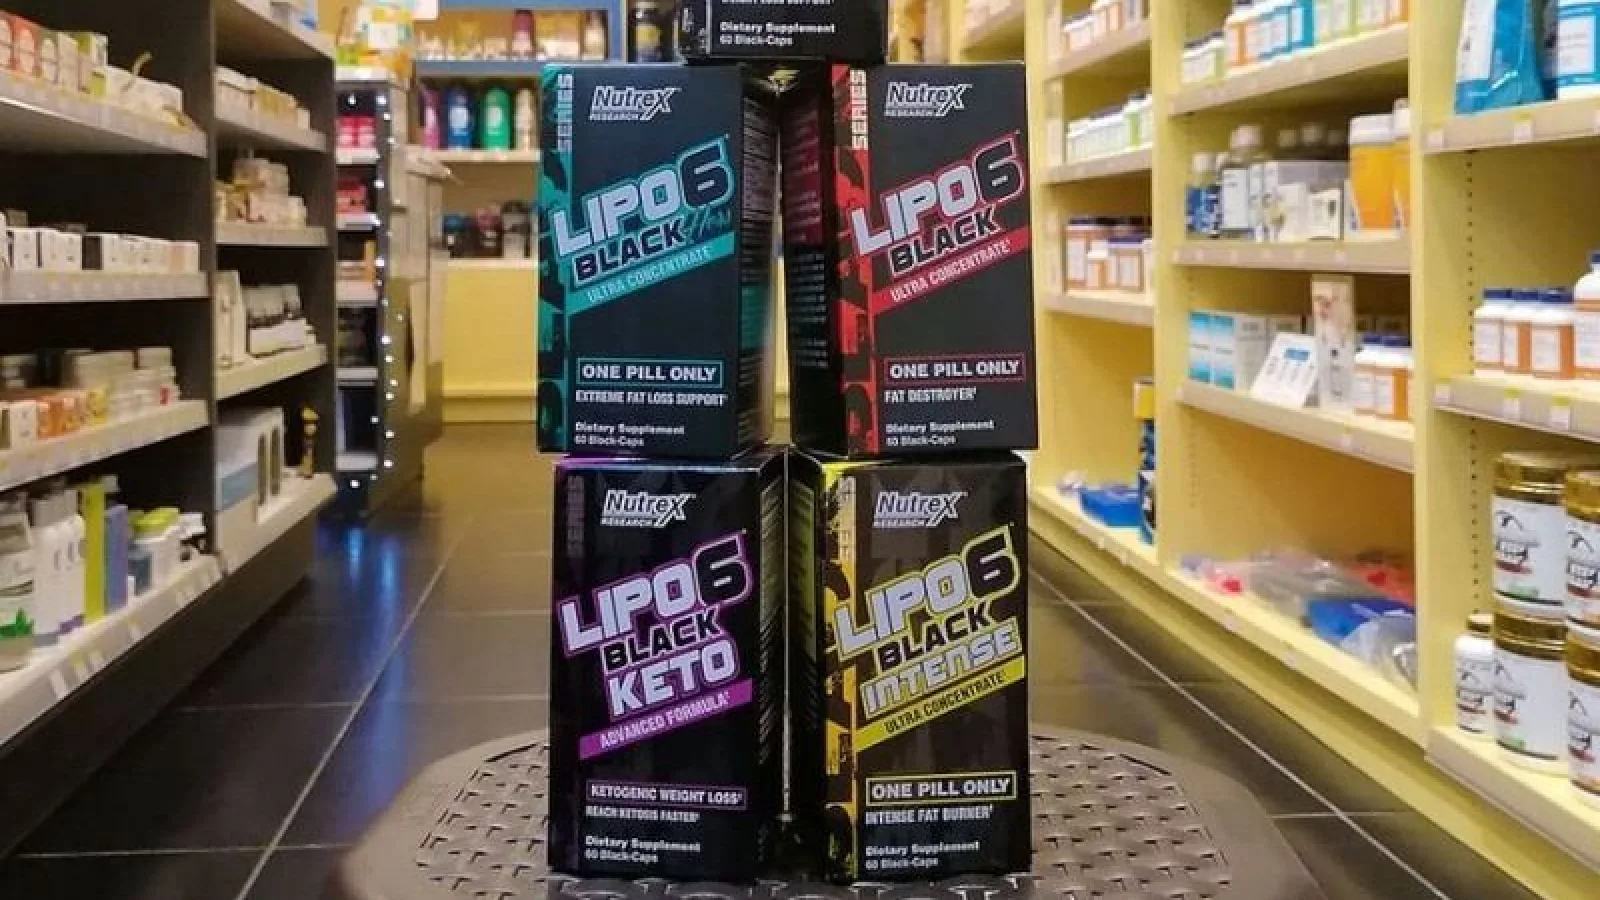 Dietary Supplement
60 Black-Caps
SERIES
Nutrex
RESEARCH
LIPO6
BLACK Hers
ULTRA CONCENTRATE
ONE PILL ONLY
EXTREME FAT LOSS SUPPORT†
Dietary Supplement
60 Black-Caps
SERIES
Nutrex
RESEARCH
LIPO6
BLACK
ULTRA CONCENTRATE†
ONE PILL ONLY
FAT DESTROYER†
Dietary Supplement
60 Black-Caps
SERIES
Nutrex
RESEARCH
LIPO6
BLACK
KETO
ADVANCED FORMULA†
KETOGENIC WEIGHT LOSS†
REACH KETOSIS FASTER†
Dietary Supplement
60 Black-Caps
SERIES
Nutrex
RESEARCH
LIPO6
BLACK
INTENSE
ULTRA CONCENTRATE
ONE PILL ONLY
INTENSE FAT BURNER†
Dietary Supplement
60 Black-Caps